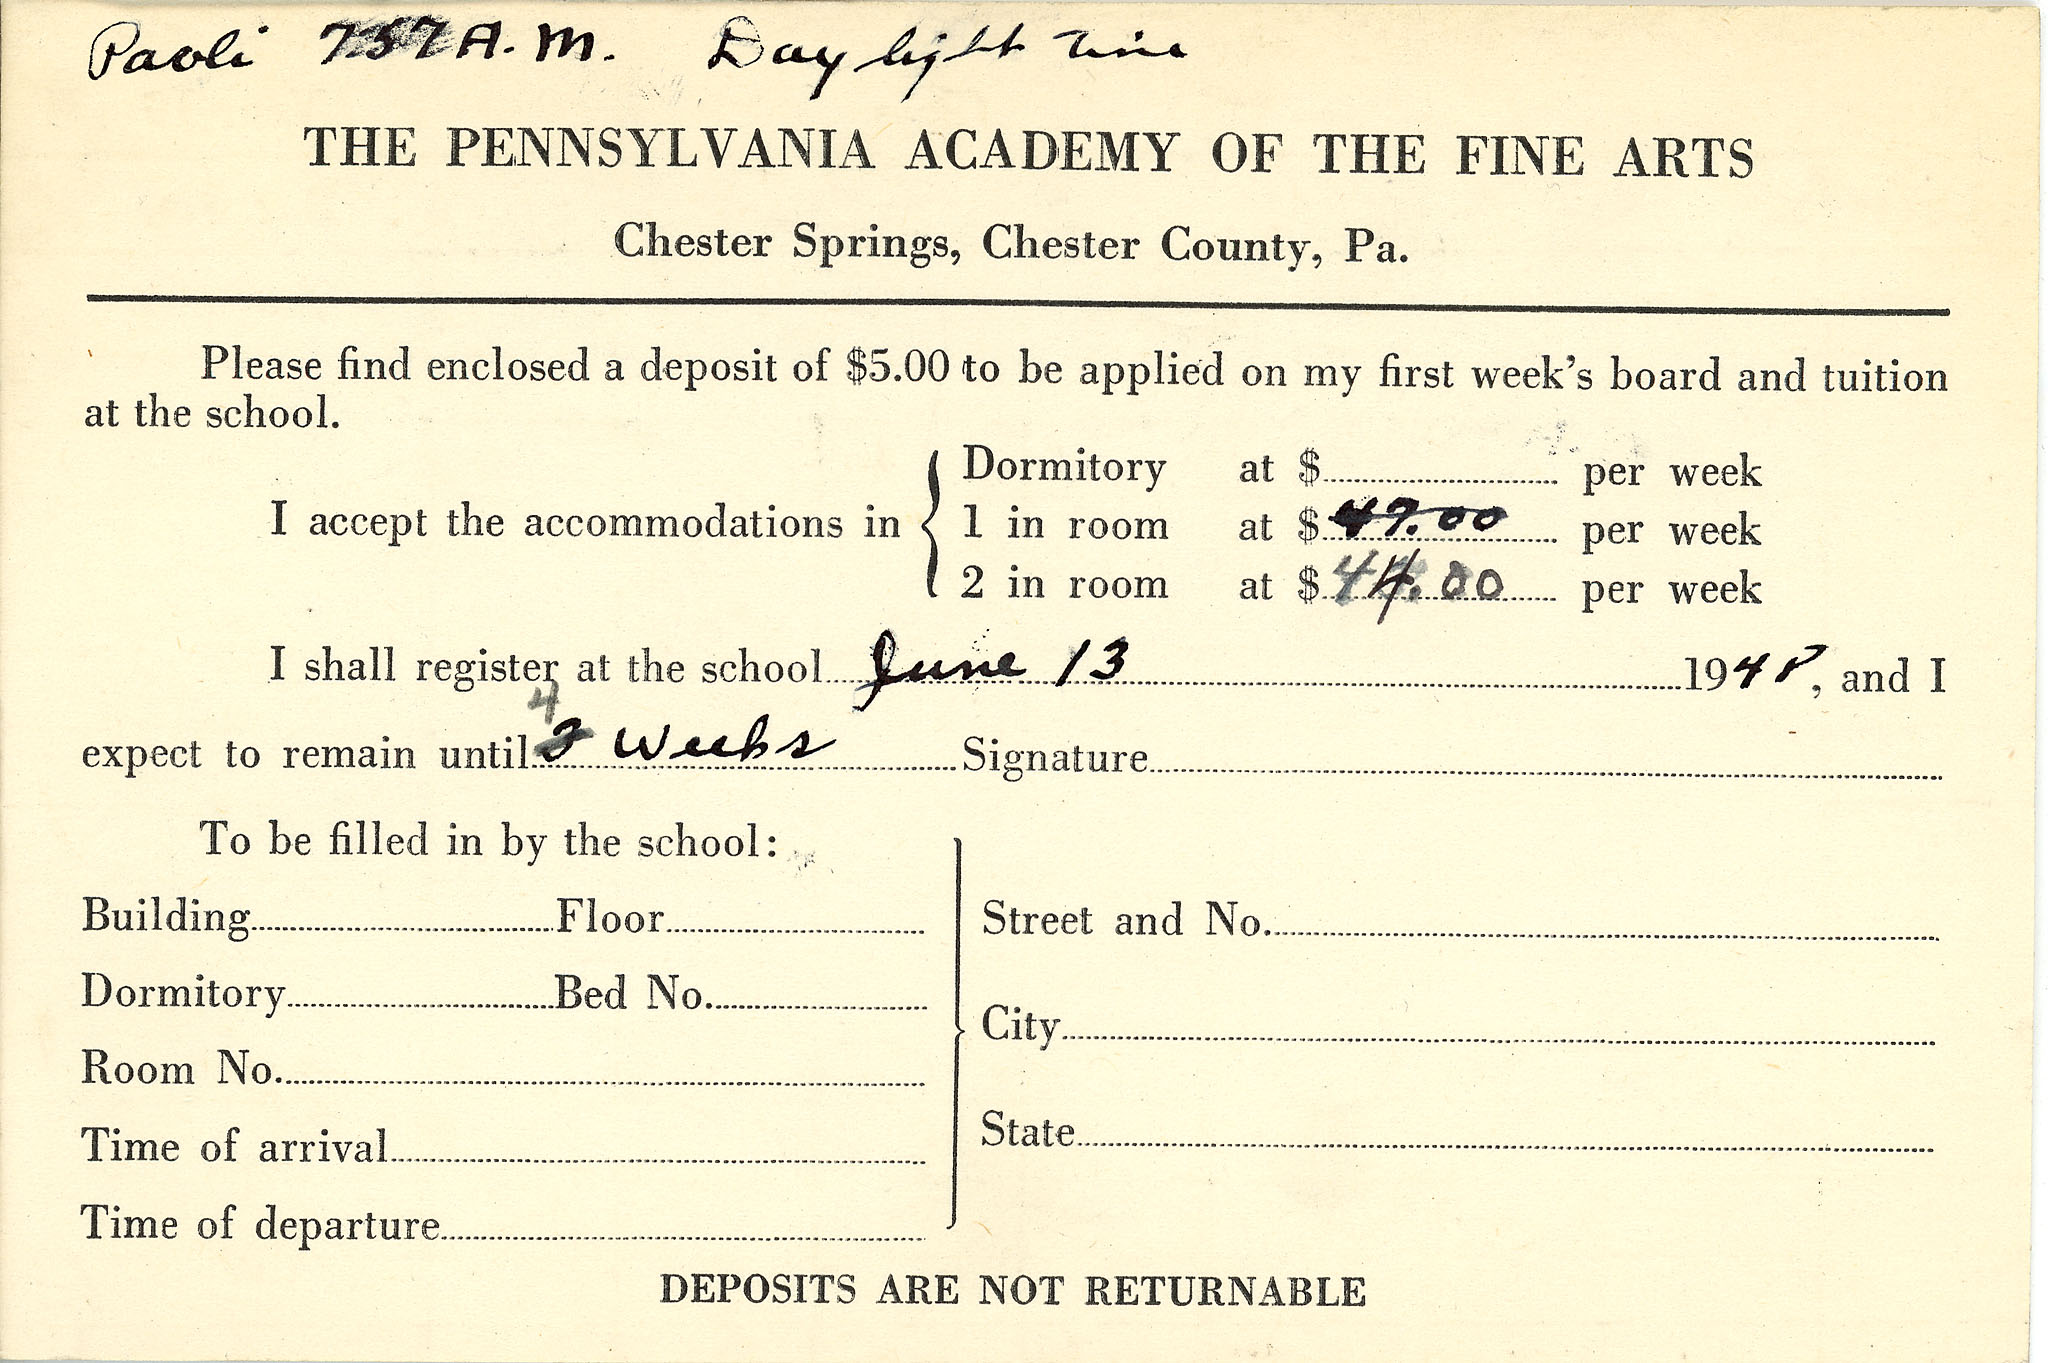 Paoli 757 A.M. Daylight time
THE PENNSYLVANIA ACADEMY OF THE FINE ARTS
Chester Springs, Chester County, Pa.
Please find enclosed a deposit of $5.00 to be applied on my first week's board and tuition
at the school.
I accept the accommodations in
Dormitory at $ per week
1 in room at $ 47.00 per week
2 in room at $ 44.00 per week
I shall register at the school June 13 1948, and I
4
expect to remain until 3 weeks Signature
To be filled in by the school:
Building Floor
Dormitory Bed No.
Room No.
Time of arrival
Time of departure
Street and No.
City
State
DEPOSITS ARE NOT RETURNABLE